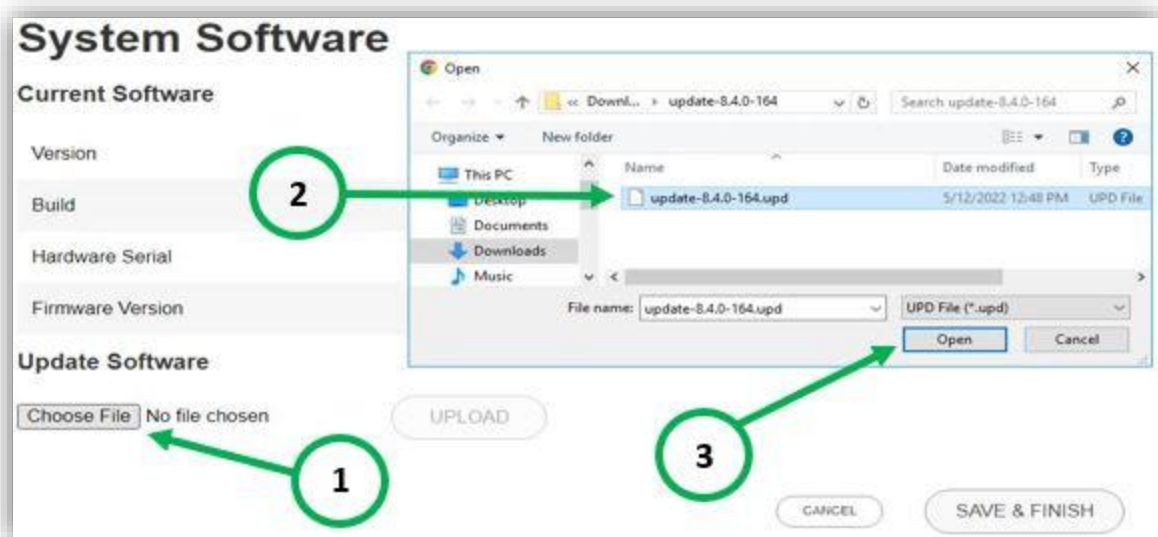 System Software
Current Software
Version
Build
Hardware Serial
Firmware Version
Update Software
Choose File No file chosen
UPLOAD
CANCEL
SAVE & FINISH
1
2
3
Open
« Downl... › update-8.4.0-164
Search update-8.4.0-164
Organize
New folder
This PC
Desktop
Documents
Downloads
Music
Name
Date modified
Type
update-8.4.0-164.upd
5/12/2022 12:48 PM
UPD File
File name:
update-8.4.0-164.upd
UPD File (*.upd)
Open
Cancel